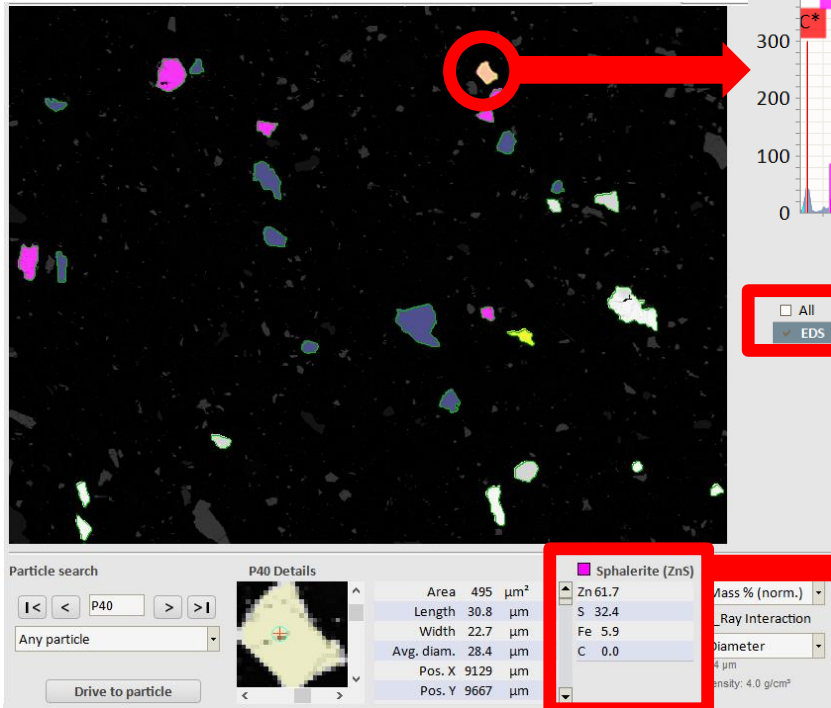 C*
300
200
100
0
All
EDS
Particle search
|< < P40 > >|
Any particle
Drive to particle
P40 Details
Area 495 µm²
Length 30.8 µm
Width 22.7 µm
Avg. diam. 28.4 µm
Pos. X 9129 µm
Pos. Y 9667 µm
Sphalerite (ZnS)
Zn 61.7
S 32.4
Fe 5.9
C 0.0
Mass % (norm.)
_Ray Interaction
Diameter
4 µm
ensity: 4.0 g/cm³